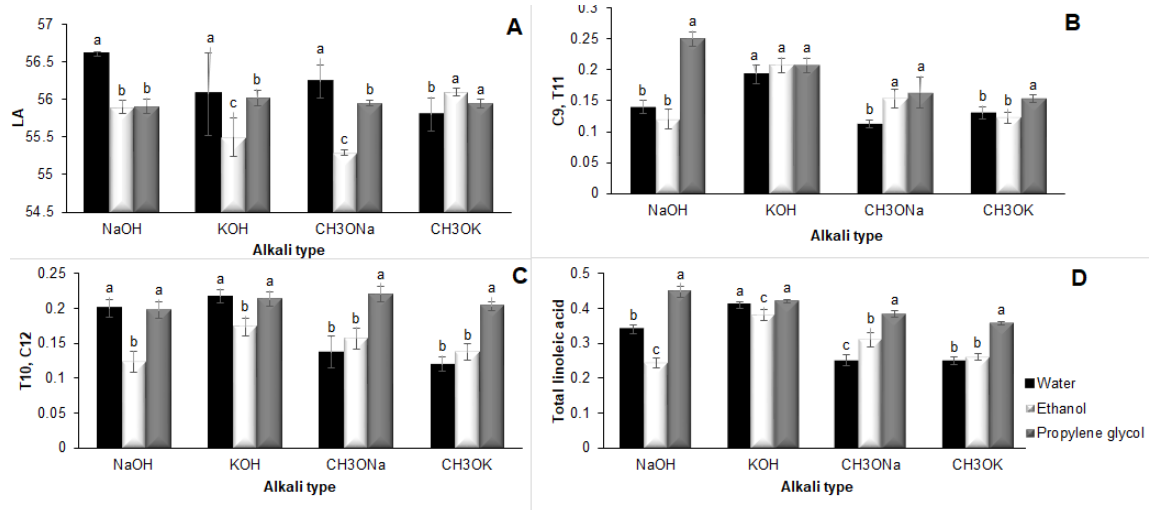 A
57
56.5
56
55.5
55
54.5
LA
a
b
b
a
c
b
a
c
b
b
a
a
NaOH
KOH
CH3ONa
CH3OK
Alkali type
B
0.3
0.25
0.2
0.15
0.1
0.05
0
C9, T11
b
b
a
a
a
a
b
a
a
b
b
a
NaOH
KOH
CH3ONa
CH3OK
Alkali type
C
0.25
0.2
0.15
0.1
0.05
0
T10, C12
a
b
a
a
b
a
b
b
a
b
b
a
NaOH
KOH
CH3ONa
CH3OK
Alkali type
D
0.5
0.4
0.3
0.2
0.1
0
Total linoleic acid
b
c
a
a
c
a
c
b
a
b
b
a
NaOH
KOH
CH3ONa
CH3OK
Alkali type
Water
Ethanol
Propylene glycol